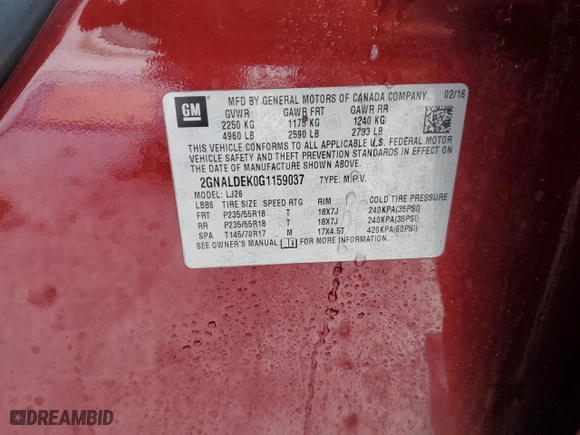 GM
MFD BY GENERAL MOTORS OF CANADA COMPANY 02/16
GVWR GAWR FRT GAWR RR
2250 KG 1175 KG 1240 KG
4960 LB 2590 LB 2733 LB
THIS VEHICLE CONFORMS TO ALL APPLICABLE U.S. FEDERAL MOTOR
VEHICLE SAFETY AND THEFT PREVENTION STANDARDS IN EFFECT ON
THE DATE OF MANUFACTURE SHOWN ABOVE.
2GNALDEK0G1159037 TYPE: M.P.V.
MODEL: LJ26
LBB6 TIRE SIZE SPEED RTG RIM COLD TIRE PRESSURE
FRT P235/55R18 T 18X7J 240KPA(35PSI)
RR P235/55R18 T 18X7J 240KPA(35PSI)
SPA T145/70R17 M 17X4.5T 420KPA(60PSI)
SEE OWNER'S MANUAL FOR MORE INFORMATION.
DREAMBID